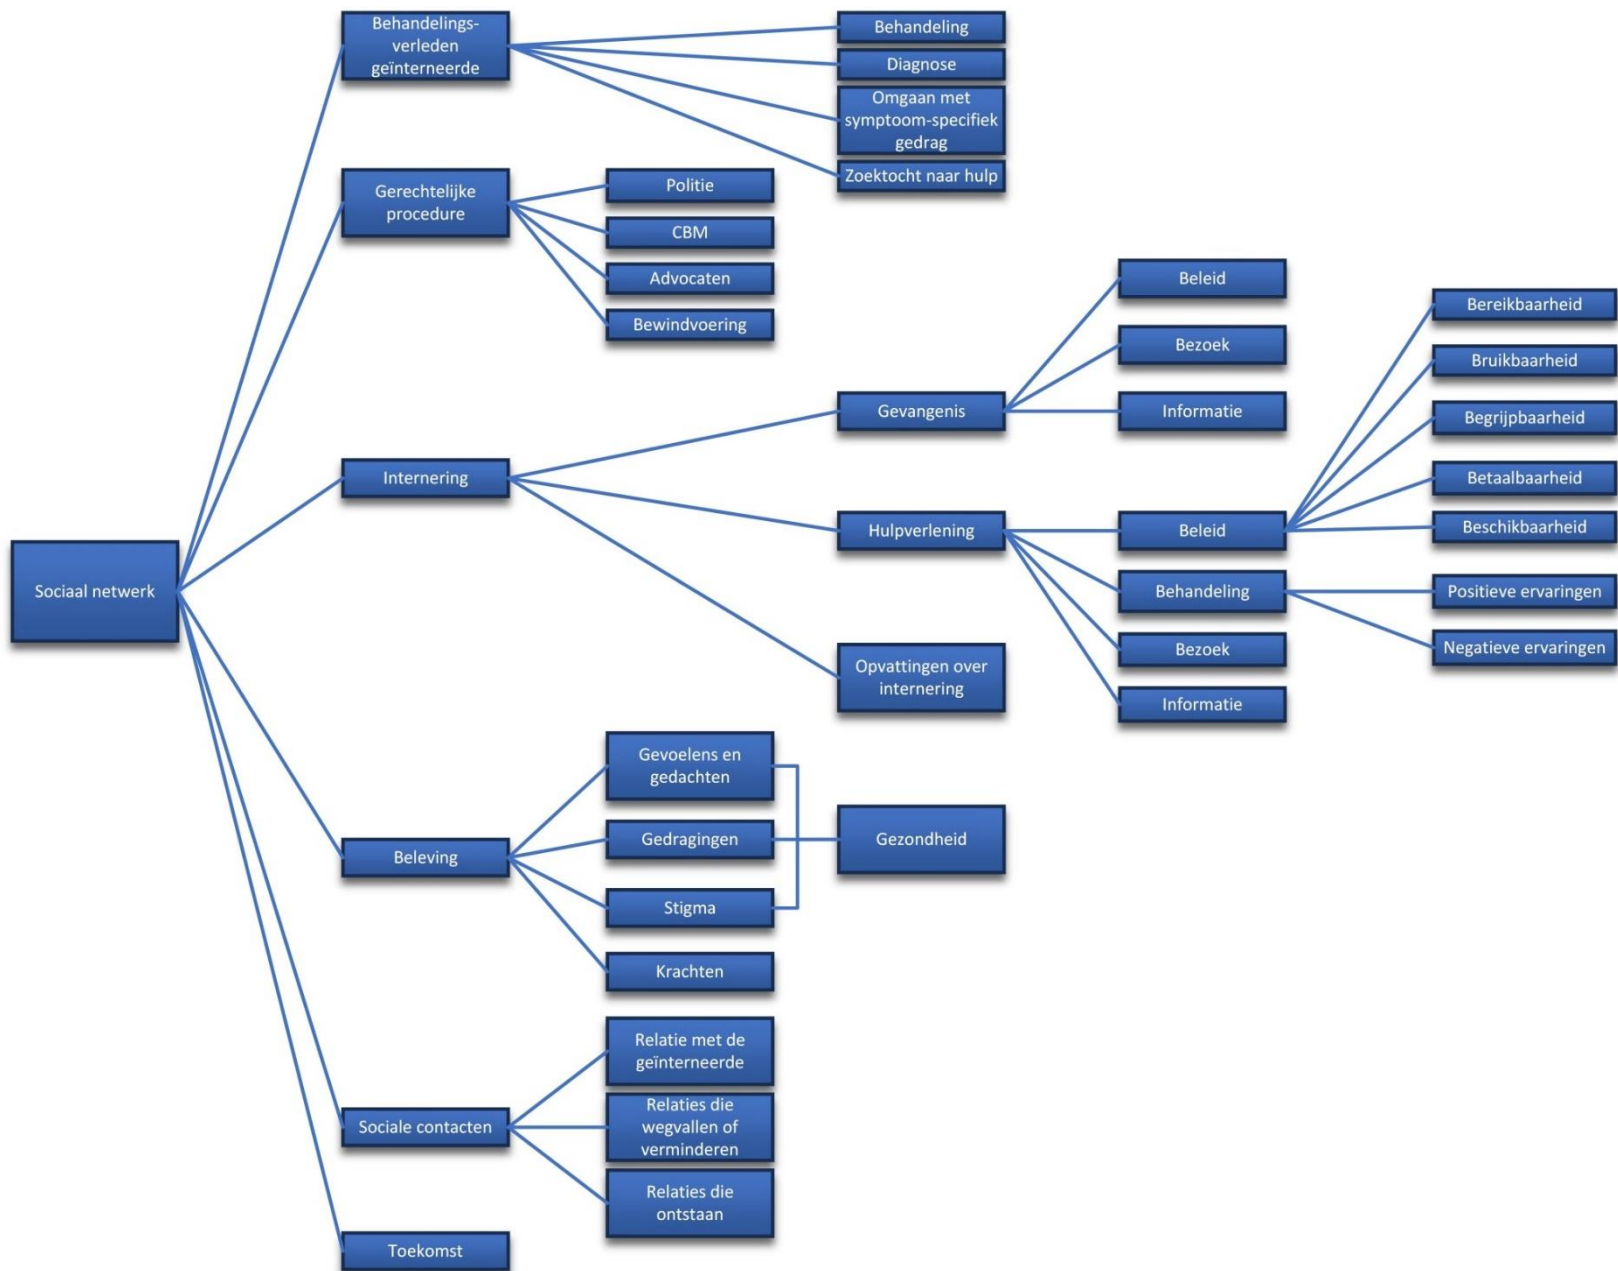 Behandelings-
verleden
geïnterneerde
Behandeling
Diagnose
Omgaan met
symptoom-specifiek
gedrag
Zoektocht naar hulp
Gerechtelijke
procedure
Politie
CBM
Advocaten
Bewindvoering
Sociaal netwerk
Internering
Gevangenis
Beleid
Bezoek
Informatie
Hulpverlening
Beleid
Bereikbaarheid
Bruikbaarheid
Begrijpbaarheid
Betaalbaarheid
Beschikbaarheid
Behandeling
Positieve ervaringen
Negatieve ervaringen
Bezoek
Informatie
Opvattingen over
internering
Beleving
Gevoelens en
gedachten
Gedragingen
Stigma
Krachten
Gezondheid
Sociale contacten
Relatie met de
geïnterneerde
Relaties die
wegvallen of
verminderen
Relaties die
ontstaan
Toekomst